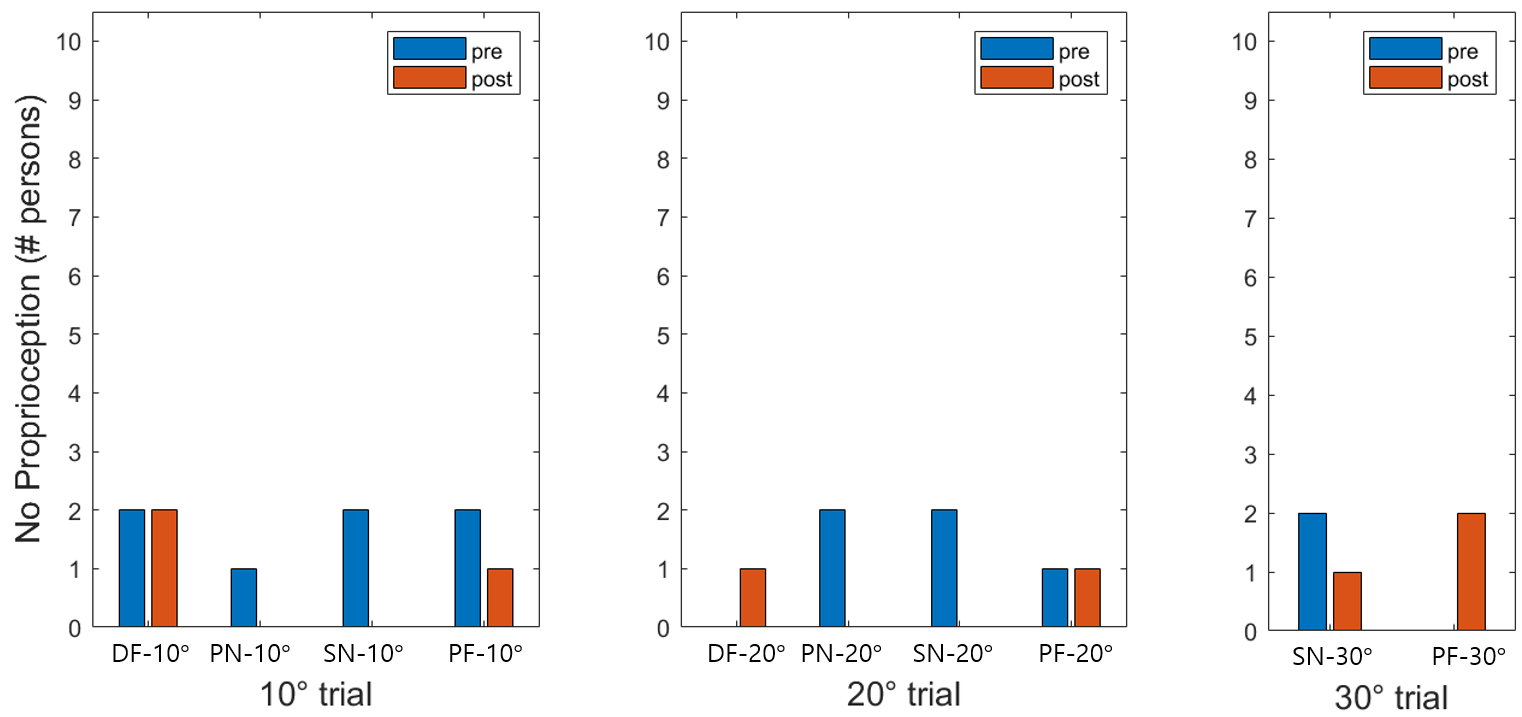 No Proprioception (# persons)
10
9
8
7
6
5
4
3
2
1
0
pre
post
DF-10° PN-10° SN-10° PF-10°
10° trial
10
9
8
7
6
5
4
3
2
1
0
pre
post
DF-20° PN-20° SN-20° PF-20°
20° trial
10
9
8
7
6
5
4
3
2
1
0
pre
post
SN-30° PF-30°
30° trial